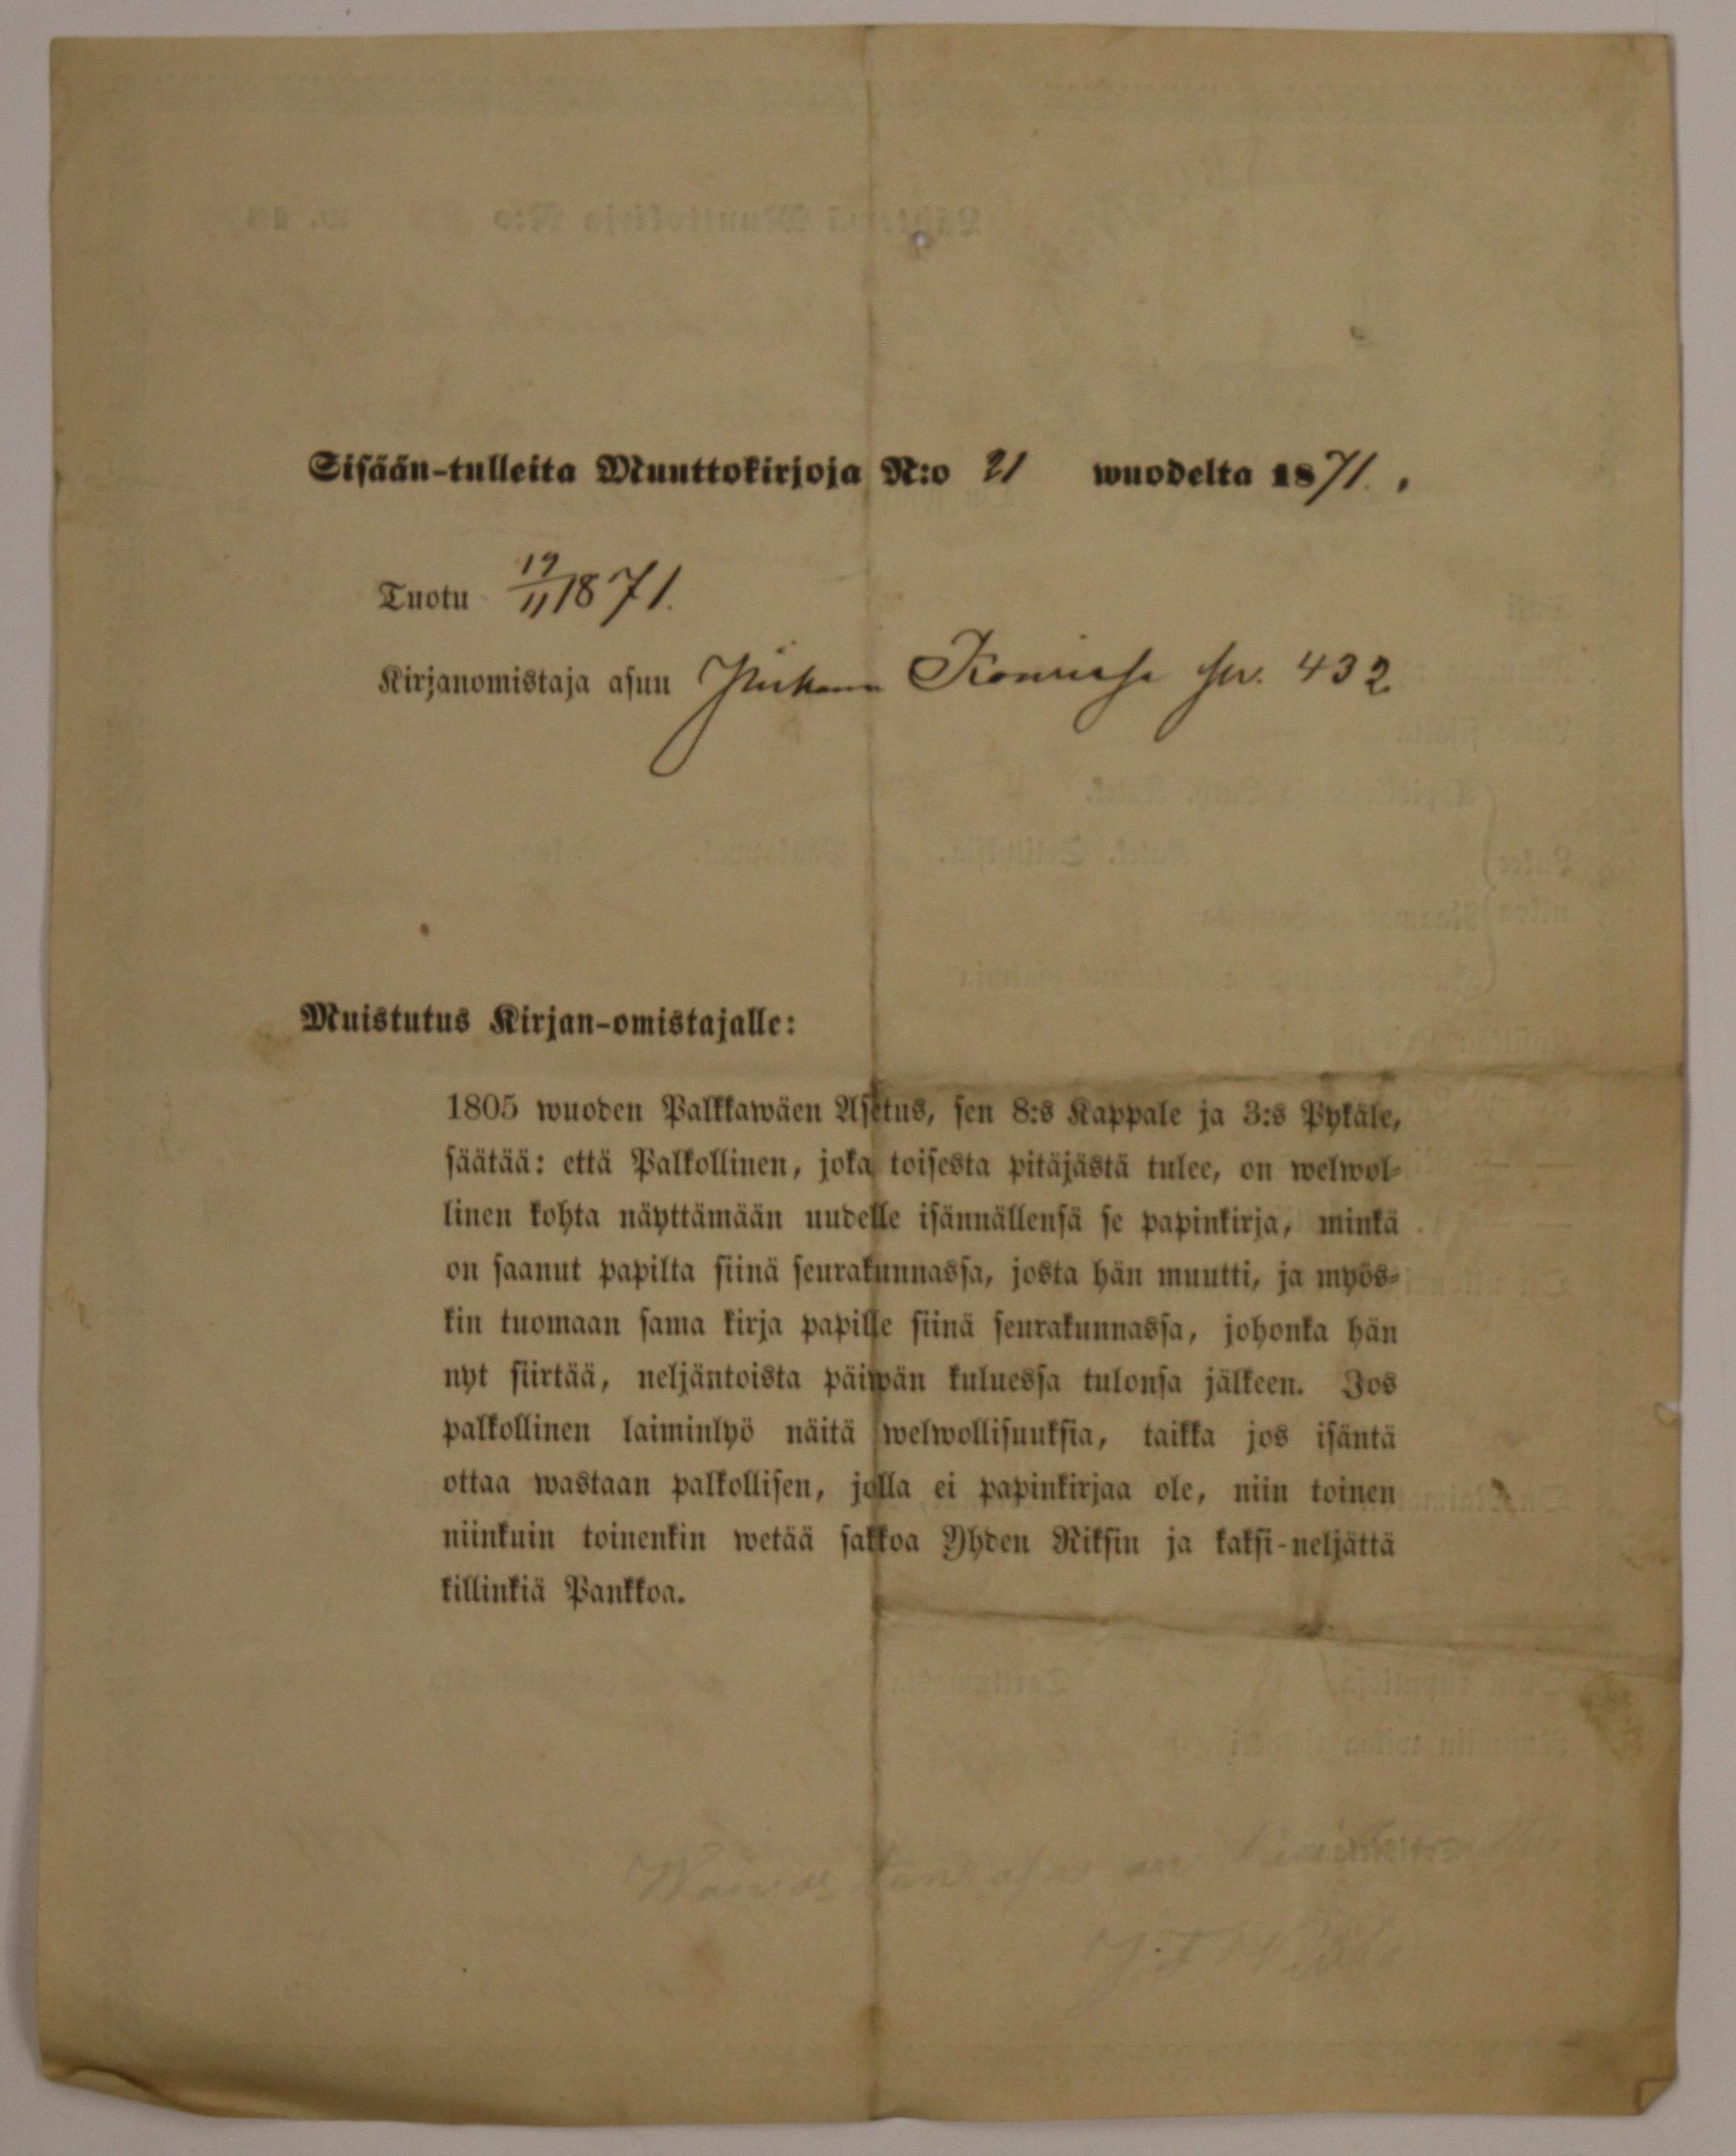 Sisään-tulleita Muuttokirjoja N:o 21 wuodelta 1871.
Tuotu 19/11 1871.
Kirjanomistaja asuu 432
Muistutus Kirjan-omistajalle:
1805 wuoden Palkkawäen Asetus, sen 8:s Kappale ja 3:s Pykäle,
säätää: että Palkollinen, joka toisesta pitäjästä tulee, on welwol-
linen kohta näyttämään uudelle isännällensä se papinkirja, minkä
on saanut papilta siinä seurakunnassa, josta hän muutti, ja myös-
kin tuomaan sama kirja papille siinä seurakunnassa, johonka hän
nyt siirtää, neljäntoista päiwän kuluessa tulonsa jälkeen. Jos
palkollinen laiminlyö näitä welwollisuuksia, taikka jos isäntä
ottaa wastaan palkollisen, jolla ei papinkirjaa ole, niin toinen
niinkuin toinenkin wetää sakkoa Yhden Riksin ja kaksi-neljättä
killinkiä Pankkoa.